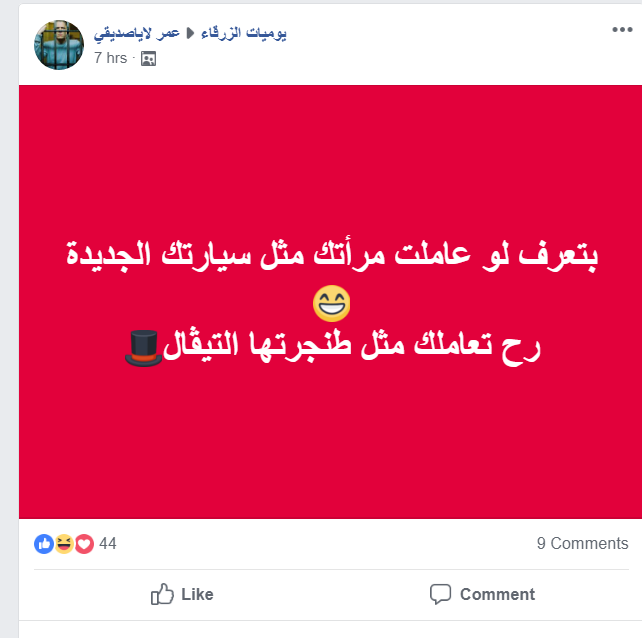 عمر لاياصديقي ▸ يوميات الزرقاء
7 hrs ·
بتعرف لو عاملت مرأتك مثل سيارتك الجديدة
😁
رح تعاملك مثل طنجرتها التيڤال🎩
44
9 Comments
Like
Comment